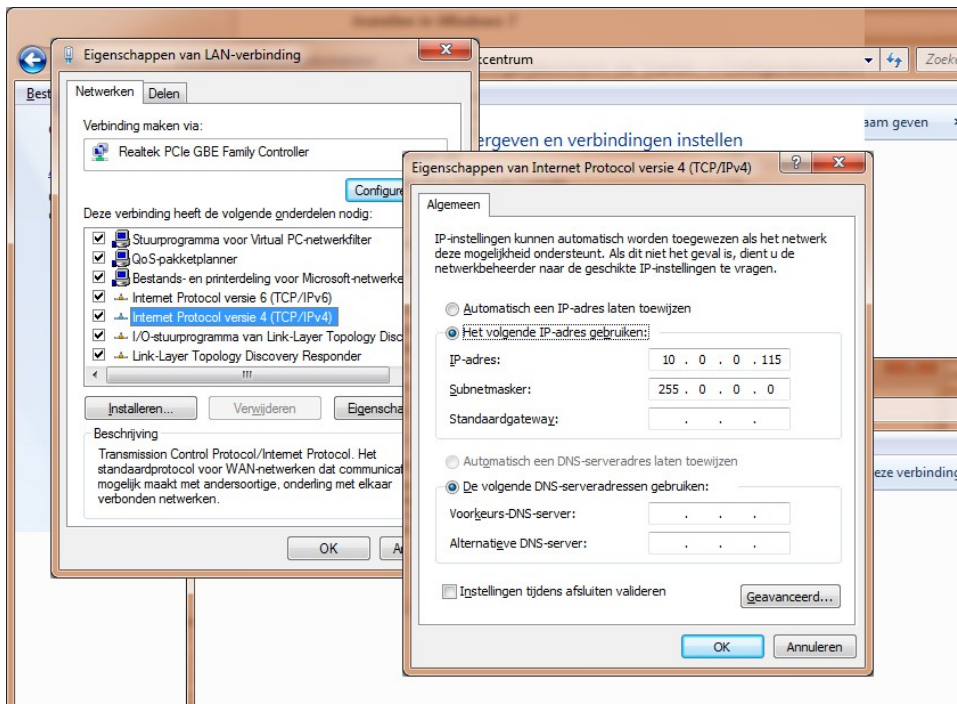 Installen in Windows 7
ccentrum
Zoeke
Best
aam geven
ergeven en verbindingen instellen
eze verbinding
Eigenschappen van LAN-verbinding
Netwerken
Delen
Verbinding maken via:
Realtek PCIe GBE Family Controller
Configure
Deze verbinding heeft de volgende onderdelen nodig:
Stuurprogramma voor Virtual PC-netwerkfilter
QoS-pakketplanner
Bestands- en printerdeling voor Microsoft-netwerke
Internet Protocol versie 6 (TCP/IPv6)
Internet Protocol versie 4 (TCP/IPv4)
I/O-stuurprogramma van Link-Layer Topology Disc
Link-Layer Topology Discovery Responder
Installeren...
Verwijderen
Eigenscha
Beschrijving
Transmission Control Protocol/Internet Protocol. Het
standaardprotocol voor WAN-netwerken dat communicat
mogelijk maakt met andersoortige, onderling met elkaar
verbonden netwerken.
OK
Eigenschappen van Internet Protocol versie 4 (TCP/IPv4)
Algemeen
IP-instellingen kunnen automatisch worden toegewezen als het netwerk
deze mogelijkheid ondersteunt. Als dit niet het geval is, dient u de
netwerkbeheerder naar de geschikte IP-instellingen te vragen.
Automatisch een IP-adres laten toewijzen
Het volgende IP-adres gebruiken:
IP-adres: 10 . 0 . 0 . 115
Subnetmasker: 255 . 0 . 0 . 0
Standaardgateway: . . .
Automatisch een DNS-serveradres laten toewijzen
De volgende DNS-serveradressen gebruiken:
Voorkeurs-DNS-server: . . .
Alternatieve DNS-server: . . .
Instellingen tijdens afsluiten valideren
Geavanceerd...
OK
Annuleren